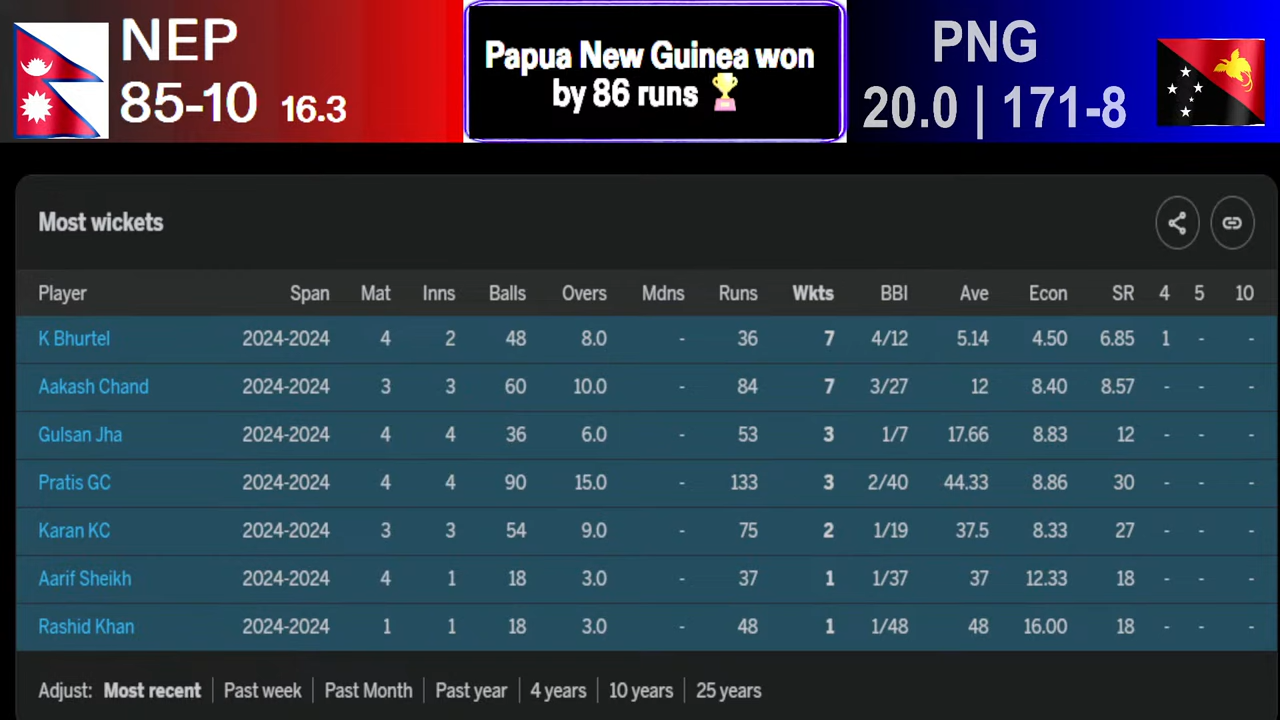 NEP
85-10 16.3
Papua New Guinea won
by 86 runs 🏆
PNG
20.0 | 171-8
Most wickets
Player Span Mat Inns Balls Overs Mdns Runs Wkts BBI Ave Econ SR 4 5 10
K Bhurtel 2024-2024 4 2 48 8.0 - 36 7 4/12 5.14 4.50 6.85 1 - -
Aakash Chand 2024-2024 3 3 60 10.0 - 84 7 3/27 12 8.40 8.57 - - -
Gulsan Jha 2024-2024 4 4 36 6.0 - 53 3 1/7 17.66 8.83 12 - - -
Pratis GC 2024-2024 4 4 90 15.0 - 133 3 2/40 44.33 8.86 30 - - -
Karan KC 2024-2024 3 3 54 9.0 - 75 2 1/19 37.5 8.33 27 - - -
Aarif Sheikh 2024-2024 4 1 18 3.0 - 37 1 1/37 37 12.33 18 - - -
Rashid Khan 2024-2024 1 1 18 3.0 - 48 1 1/48 48 16.00 18 - - -
Adjust: Most recent | Past week | Past Month | Past year | 4 years | 10 years | 25 years